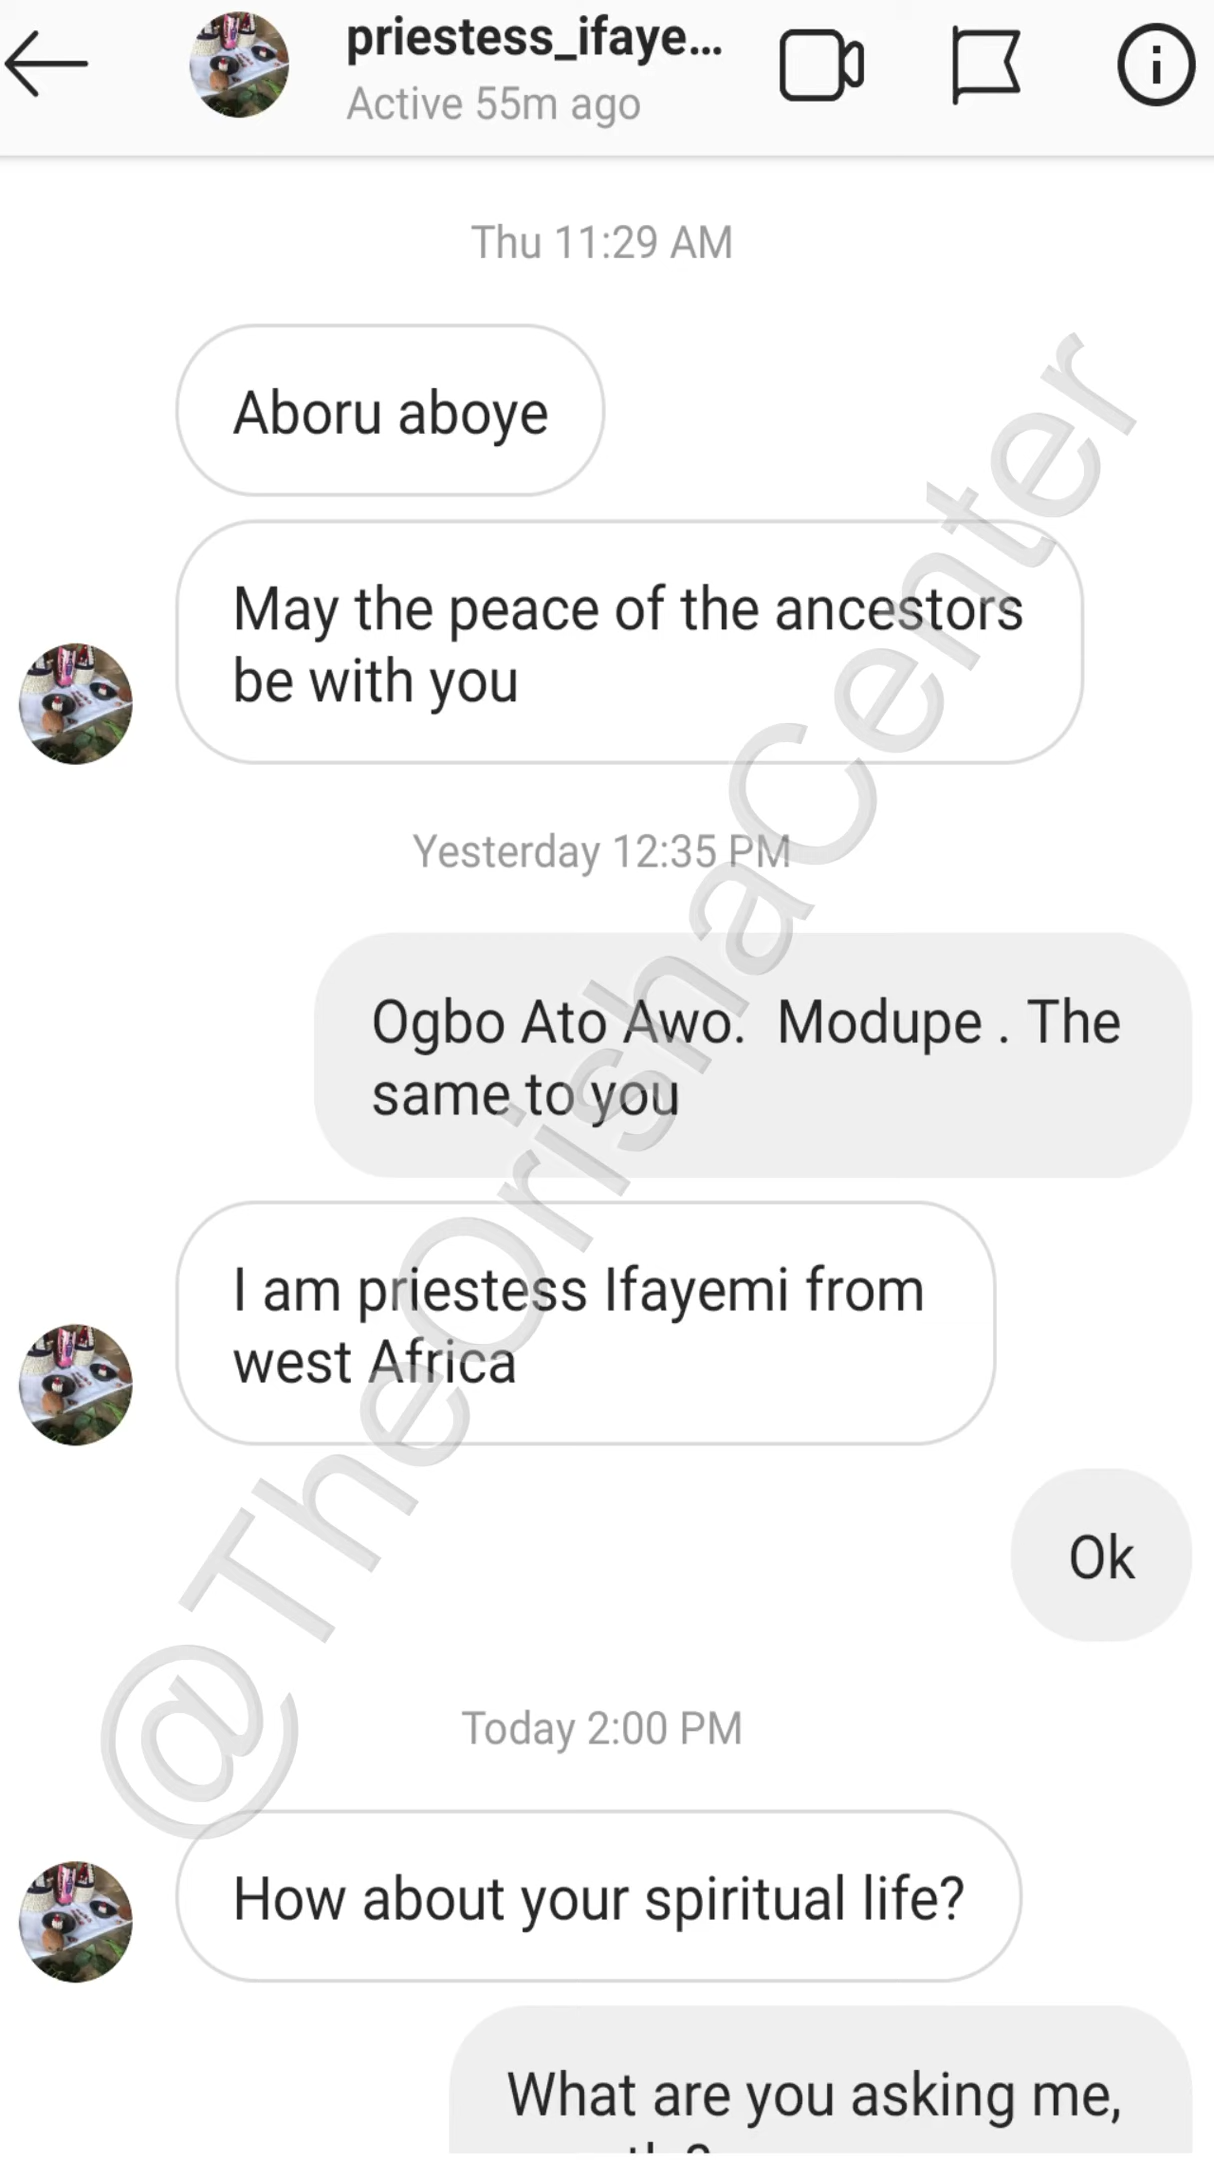 priestess_ifaye...
Active 55m ago
Thu 11:29 AM
Aboru aboye
May the peace of the ancestors
be with you
Yesterday 12:35 PM
Ogbo Ato Awo. Modupe . The
same to you
I am priestess Ifayemi from
west Africa
Ok
Today 2:00 PM
How about your spiritual life?
What are you asking me,
@TheOrishaCenter